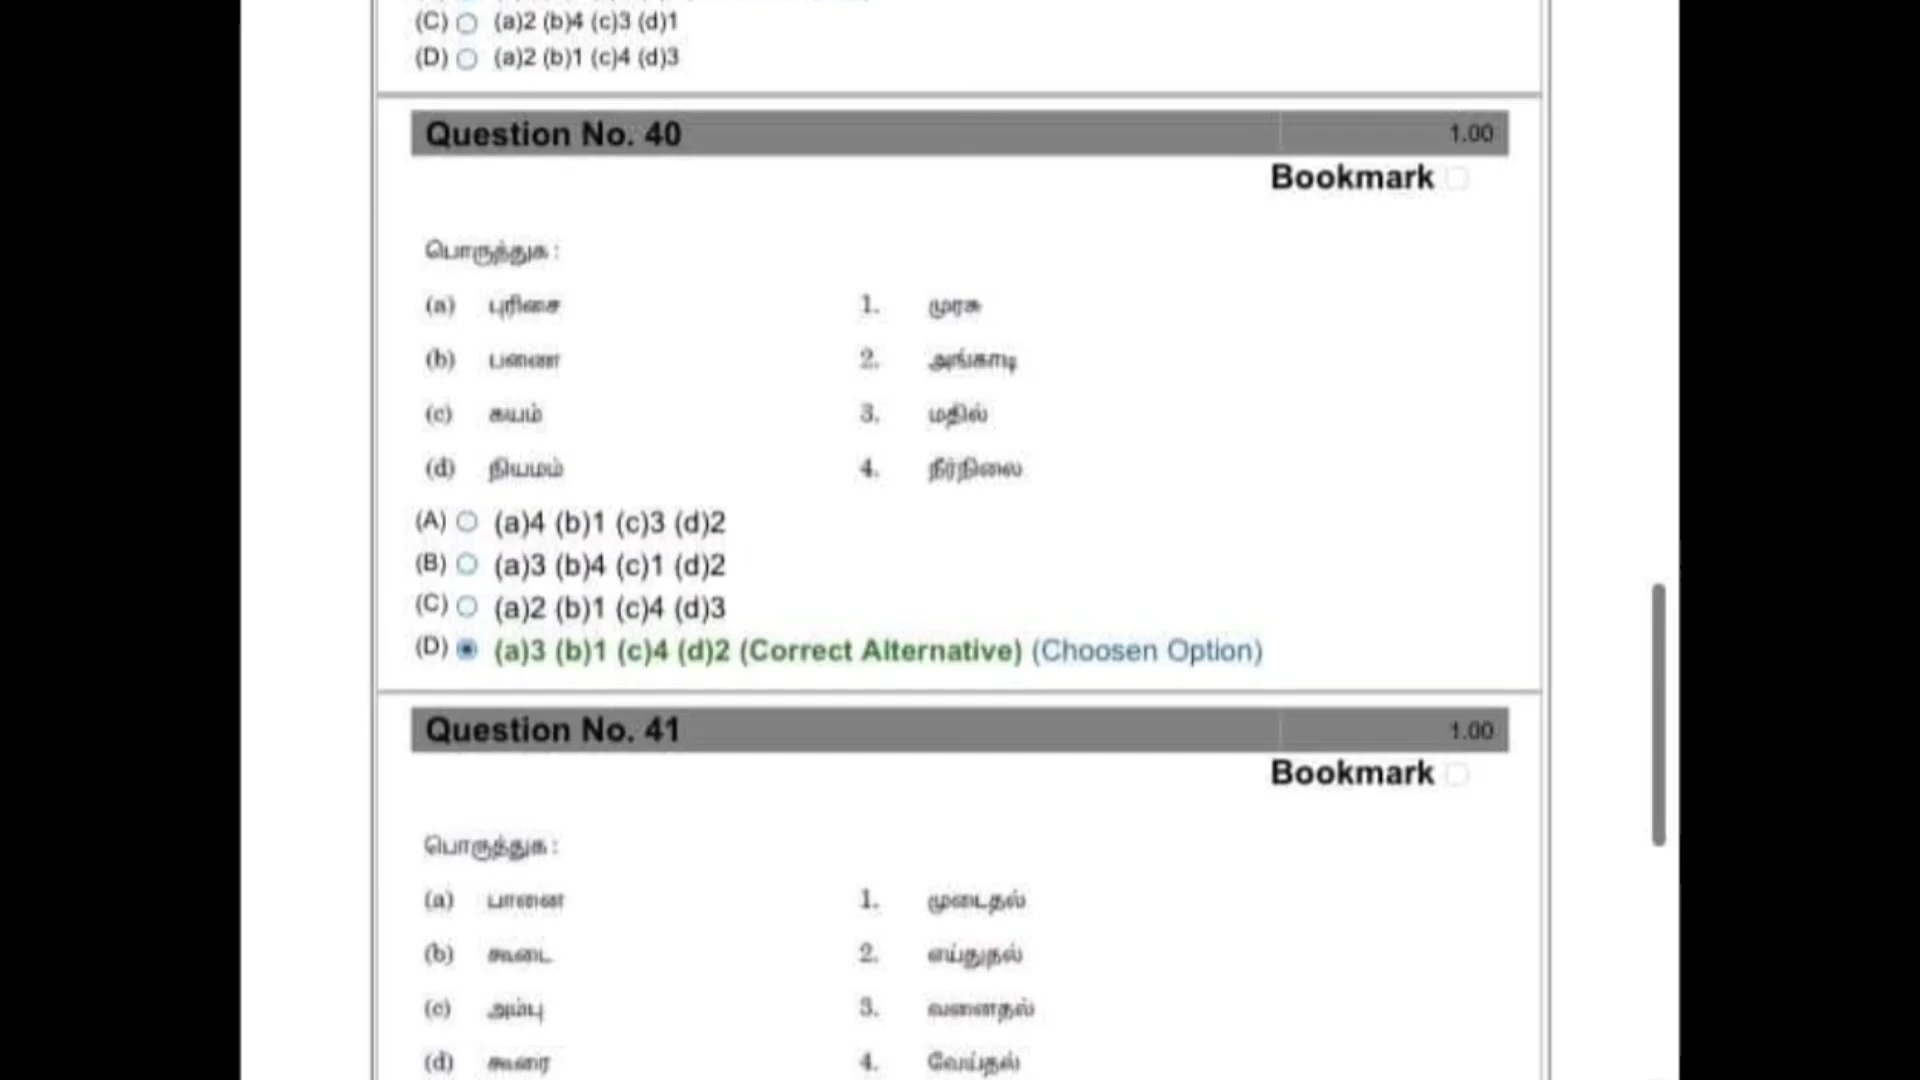 (C) (a)2 (b)4 (c)3 (d)1
(D) (a)2 (b)1 (c)4 (d)3
Question No. 40 1.00
Bookmark
பொருத்துக :
(a) புரிசை 1. முரசு
(b) பணை 2. அங்காடி
(c) கயம் 3. மதில்
(d) நியமம் 4. நீர்நிலை
(A) (a)4 (b)1 (c)3 (d)2
(B) (a)3 (b)4 (c)1 (d)2
(C) (a)2 (b)1 (c)4 (d)3
(D) (a)3 (b)1 (c)4 (d)2 (Correct Alternative) (Choosen Option)
Question No. 41 1.00
Bookmark
பொருத்துக :
(a) பானை 1. முடைதல்
(b) கூடை 2. எய்துதல்
(c) அம்பு 3. வனைதல்
(d) கூரை 4. வேய்தல்